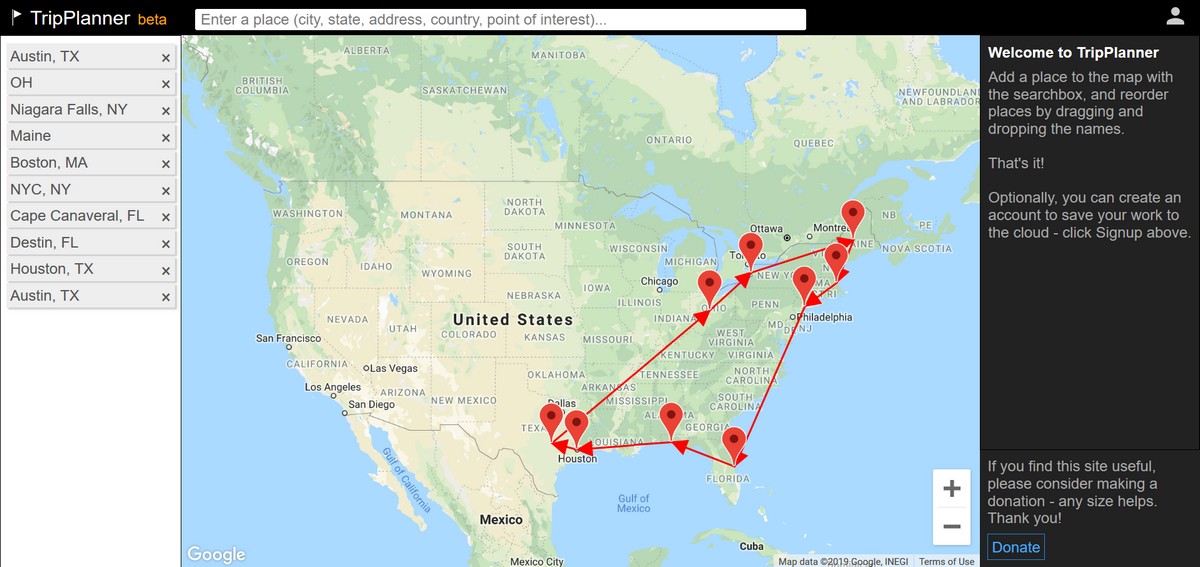 TripPlanner beta
Enter a place (city, state, address, country, point of interest)...
Austin, TX ×
OH ×
Niagara Falls, NY ×
Maine ×
Boston, MA ×
NYC, NY ×
Cape Canaveral, FL ×
Destin, FL ×
Houston, TX ×
Austin, TX ×
ALBERTA
MANITOBA
BRITISH
COLUMBIA
SASKATCHEWAN
NEWFOUNDLAN
AND LABRADOR
ONTARIO
QUEBEC
WASHINGTON
MONTANA
NORTH
DAKOTA
MINNESOTA
Ottawa
Montrea
NB
PE
NOVA SCOTIA
OREGON
IDAHO
SOUTH
DAKOTA
WISCONSIN
MICHIGAN
WYOMING
Chicago
NEW Y
IOWA
NEBRASKA
ILLINOIS
INDIANA
OHIO
PENN
MA
RI
Philadelphia
NEVADA
UTAH
United States
COLORADO
KANSAS
MISSOURI
WEST
VIRGINIA
MD
DE
NJ
San Francisco
CALIFORNIA
Las Vegas
KENTUCKY
VIRGINIA
OKLAHOMA
TENNESSEE
NORTH
CAROLINA
Los Angeles
ARIZONA
NEW MEXICO
ARKANSAS
MISSISSIPPI
SOUTH
CAROLINA
San Diego
Dallas
GEORGIA
LOUISIANA
Houston
FLORIDA
Gulf of California
Gulf of
Mexico
Mexico
Cuba
Mexico City
Google
Map data ©2019 Google, INEGI
Terms of Use
Welcome to TripPlanner
Add a place to the map with
the searchbox, and reorder
places by dragging and
dropping the names.
That's it!
Optionally, you can create an
account to save your work to
the cloud - click Signup above.
If you find this site useful,
please consider making a
donation - any size helps.
Thank you!
Donate